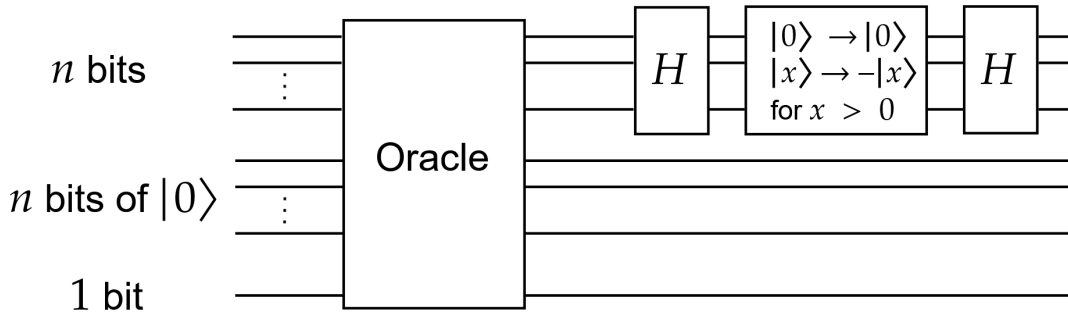 n bits
n bits of |0⟩
1 bit
Oracle
H
|0⟩ → |0⟩
|x⟩ → −|x⟩
for x > 0
H